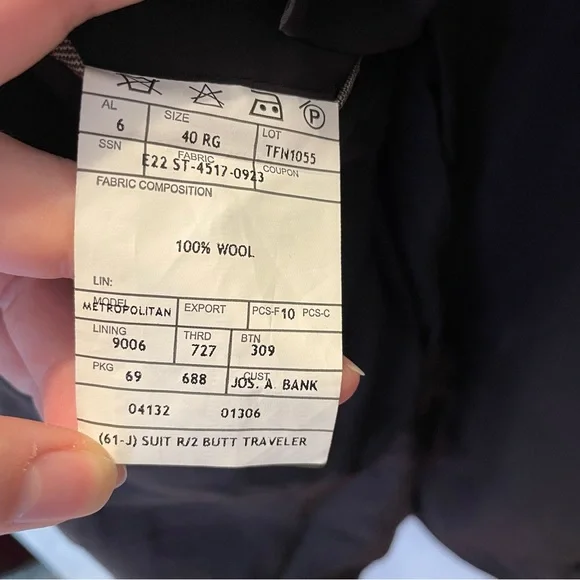 P
AL SIZE LOT
6 40 RG TFN1055
SSN FABRIC COUPON
E22 ST-4517-0923
FABRIC COMPOSITION
100% WOOL
LIN:
MODEL EXPORT PCS-F 10 PCS-C
METROPOLITAN
LINING THRD BTN
9006 727 309
PKG 69 688 CUST
JOS. A. BANK
04132 01306
(61-J) SUIT R/2 BUTT TRAVELER